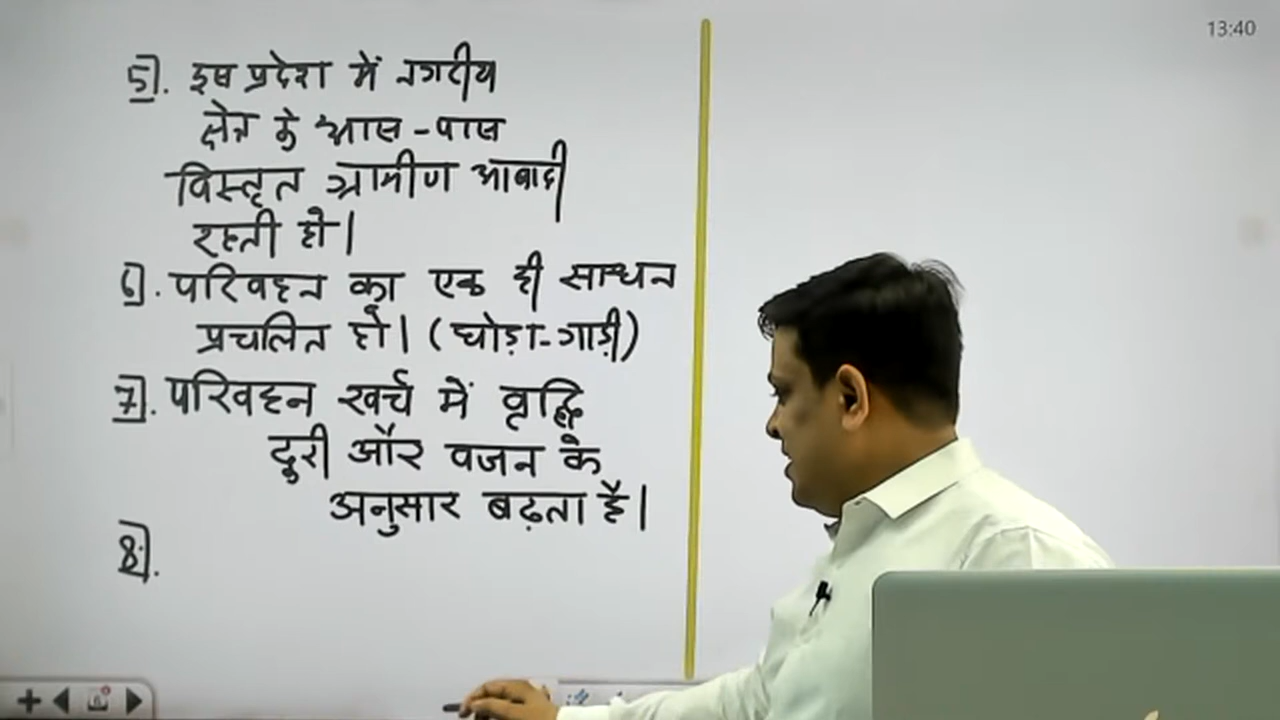 13:40
5]. इस प्रदेश में नगरीय
क्षेत्र के आस-पास
विस्तृत ग्रामीण आबादी
रहती हो।
6]. परिवहन का एक ही साधन
प्रचलित हो। (घोड़ा-गाड़ी)
7]. परिवहन खर्च में वृद्धि
दुरी और वजन के
अनुसार बढ़ता है।
8].